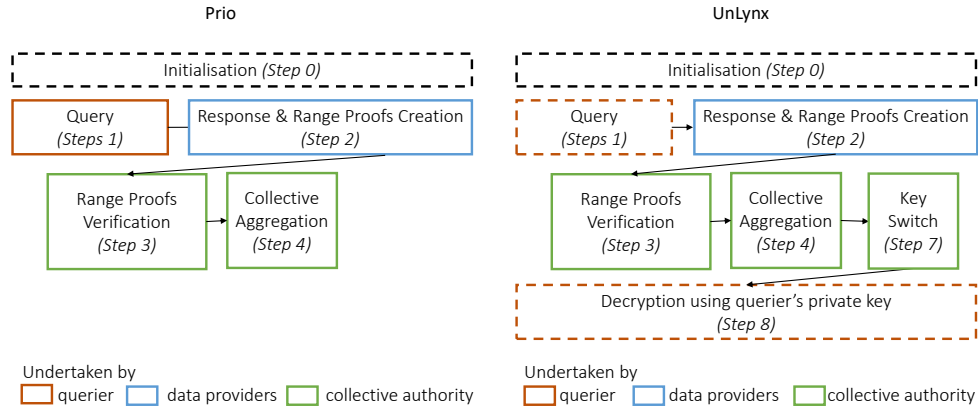 Prio
Initialisation (Step 0)
Query
(Steps 1)
Response & Range Proofs Creation
(Step 2)
Range Proofs
Verification
(Step 3)
Collective
Aggregation
(Step 4)
Undertaken by
querier
data providers
collective authority
UnLynx
Initialisation (Step 0)
Query
(Steps 1)
Response & Range Proofs Creation
(Step 2)
Range Proofs
Verification
(Step 3)
Collective
Aggregation
(Step 4)
Key
Switch
(Step 7)
Decryption using querier’s private key
(Step 8)
Undertaken by
querier
data providers
collective authority